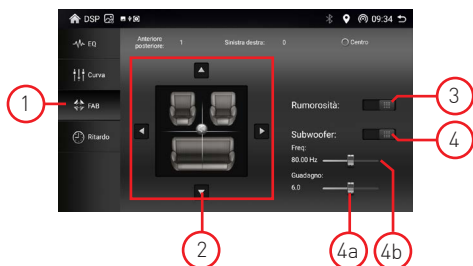 DSP 09:34
EQ
Curva
FAB
Ritardo
Anteriore posteriore: 1
Sinistra destra: 0
Centro
Rumorosità:
Subwoofer:
Freq:
80.00 Hz
Guadagno:
6.0
1
2
3
4
4a
4b